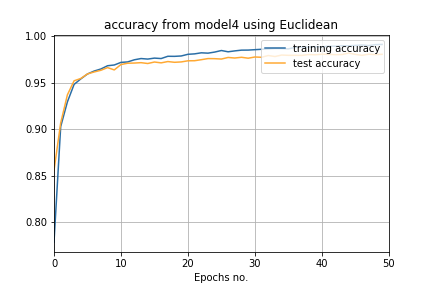 accuracy from model4 using Euclidean
1.00
0.95
0.90
0.85
0.80
training accuracy
test accuracy
0 10 20 30 40 50
Epochs no.